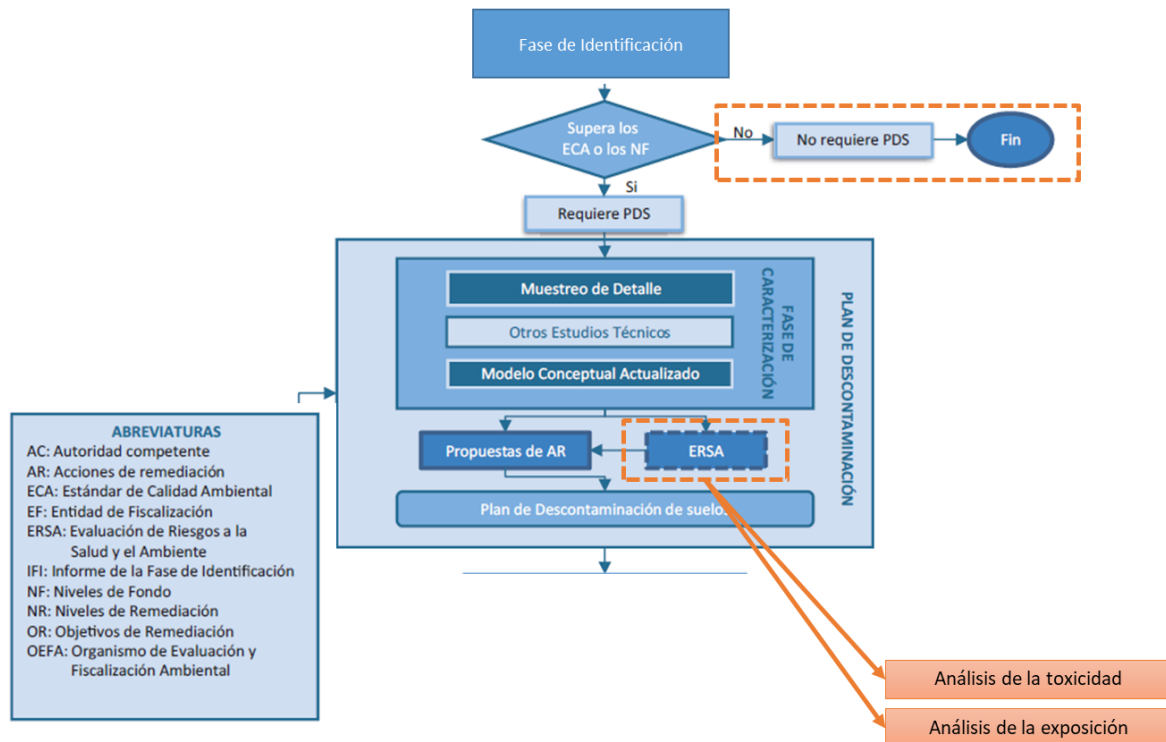 Fase de Identificación
Supera los
ECA o los NF
No
No requiere PDS
Fin
Si
Requiere PDS
Muestreo de Detalle
Otros Estudios Técnicos
Modelo Conceptual Actualizado
FASE DE
CARACTERIZACIÓN
PLAN DE DESCONTAMINACIÓN
Propuestas de AR
ERSA
Plan de Descontaminación de suelos
ABREVIATURAS
AC: Autoridad competente
AR: Acciones de remediación
ECA: Estándar de Calidad Ambiental
EF: Entidad de Fiscalización
ERSA: Evaluación de Riesgos a la
Salud y el Ambiente
IFI: Informe de la Fase de Identificación
NF: Niveles de Fondo
NR: Niveles de Remediación
OR: Objetivos de Remediación
OEFA: Organismo de Evaluación y
Fiscalización Ambiental
Análisis de la toxicidad
Análisis de la exposición